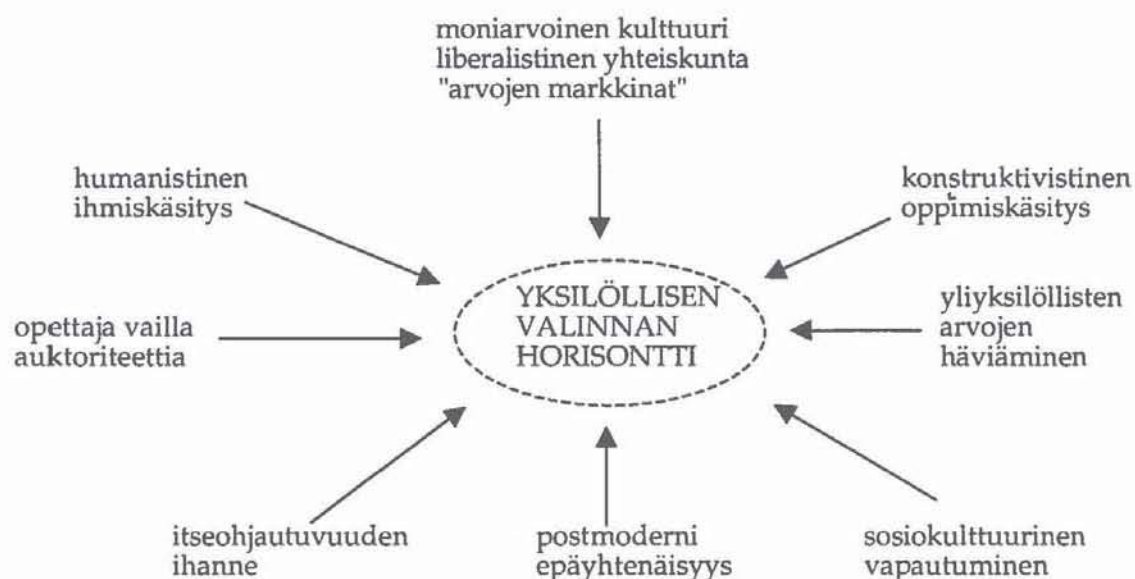 moniarvoinen kulttuuri
liberalistinen yhteiskunta
"arvojen markkinat"
humanistinen
ihmiskäsitys
konstruktivistinen
oppimiskäsitys
YKSILÖLLISEN
VALINNAN
HORISONTTI
opettaja vailla
auktoriteettia
yliyksilöllisten
arvojen
häviäminen
itseohjautuvuuden
ihanne
postmoderni
epäyhtenäisyys
sosiokulttuurinen
vapautuminen